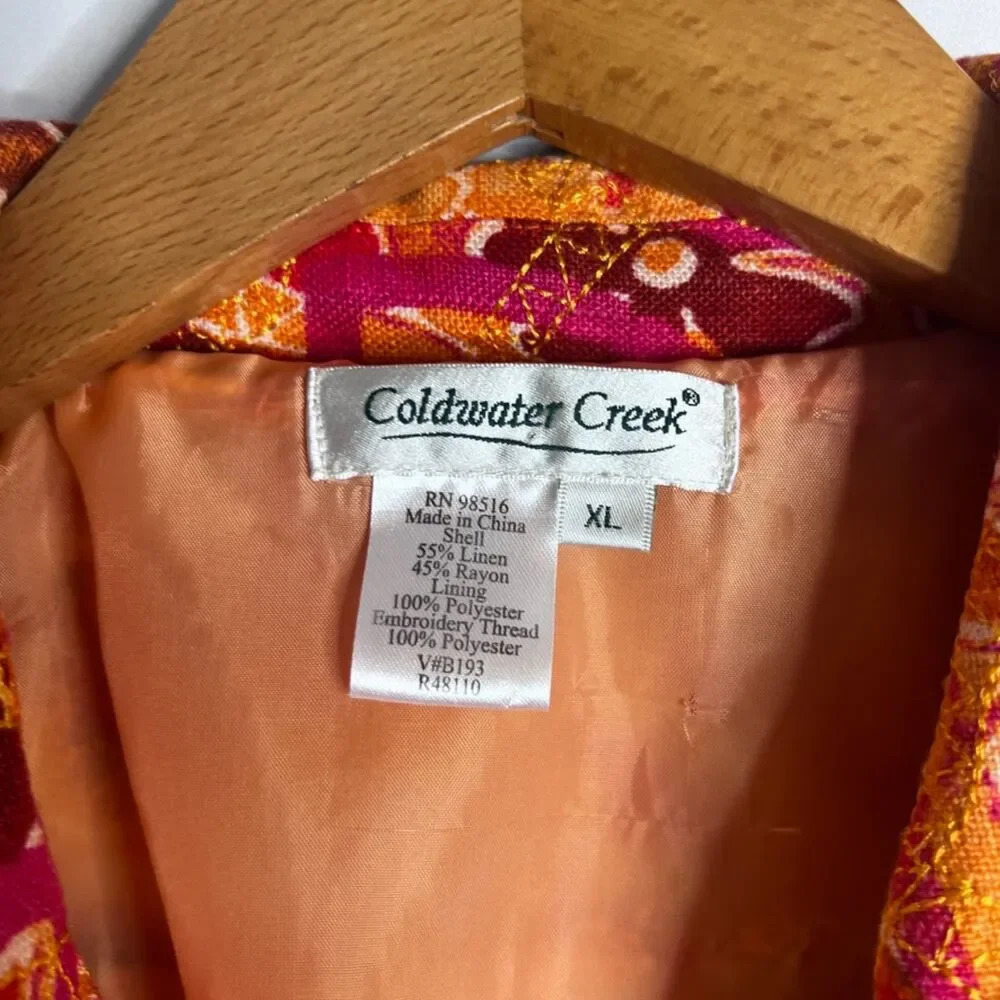 Coldwater Creek®
XL
RN 98516
Made in China
Shell
55% Linen
45% Rayon
Lining
100% Polyester
Embroidery Thread
100% Polyester
V#B193
R48110